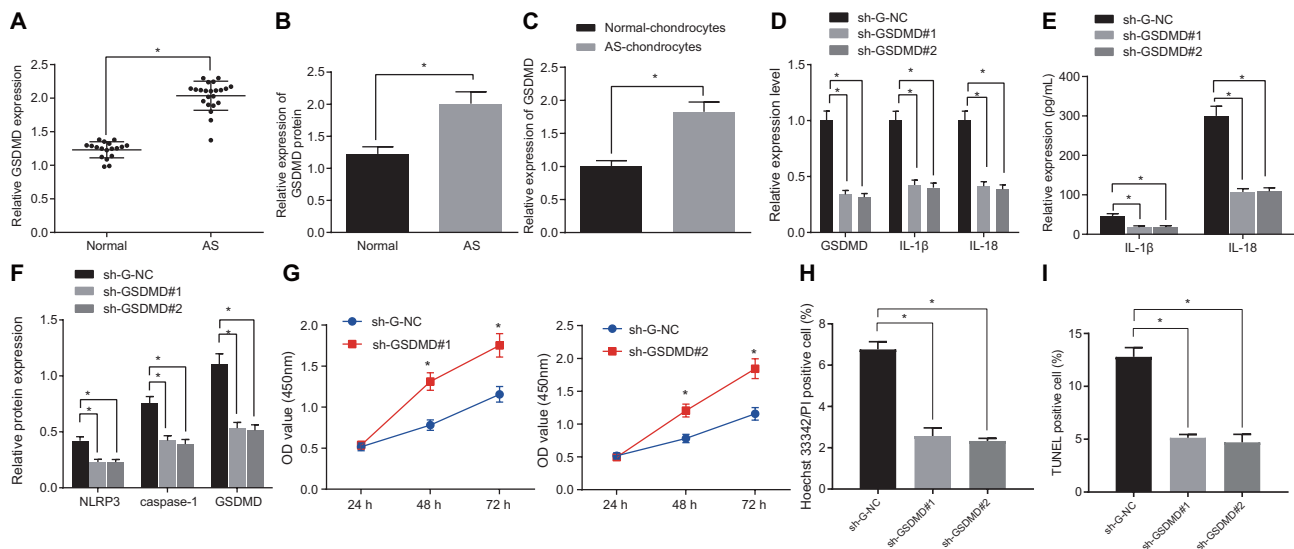 A
Relative GSDMD expression
2.5
2.0
1.5
1.0
0.5
0.0
*
Normal
AS
B
Relative expression of
GSDMD protein
2.5
2.0
1.5
1.0
0.5
0.0
*
Normal
AS
C
Normal-chondrocytes
AS-chondrocytes
Relative expression of GSDMD
2.5
2.0
1.5
1.0
0.5
0.0
*
D
sh-G-NC
sh-GSDMD#1
sh-GSDMD#2
Relative expression level
1.5
1.0
0.5
0.0
*
*
*
*
*
*
GSDMD
IL-1β
IL-18
E
sh-G-NC
sh-GSDMD#1
sh-GSDMD#2
Relative expression (pg/mL)
400
300
200
100
0
*
*
*
*
IL-1β
IL-18
F
sh-G-NC
sh-GSDMD#1
sh-GSDMD#2
Relative protein expression
1.5
1.0
0.5
0.0
*
*
*
*
*
*
NLRP3
caspase-1
GSDMD
G
sh-G-NC
sh-GSDMD#1
OD value (450nm)
2.0
1.5
1.0
0.5
0.0
*
*
24 h
48 h
72 h
sh-G-NC
sh-GSDMD#2
OD value (450nm)
2.5
2.0
1.5
1.0
0.5
0.0
*
*
24 h
48 h
72 h
H
Hoechst 33342/PI positive cell (%)
8
6
4
2
0
*
*
sh-G-NC
sh-GSDMD#1
sh-GSDMD#2
I
TUNEL positive cell (%)
15
10
5
0
*
*
sh-G-NC
sh-GSDMD#1
sh-GSDMD#2